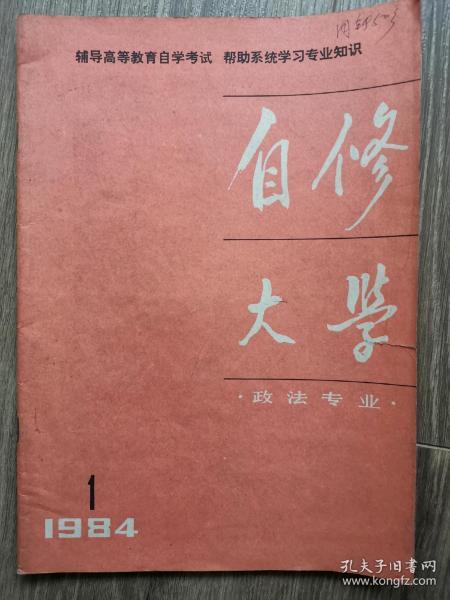 辅导高等教育自学考试 帮助系统学习专业知识
自修
大學
·政法专业·
1
1984
孔夫子旧书网
www.kongfz.com